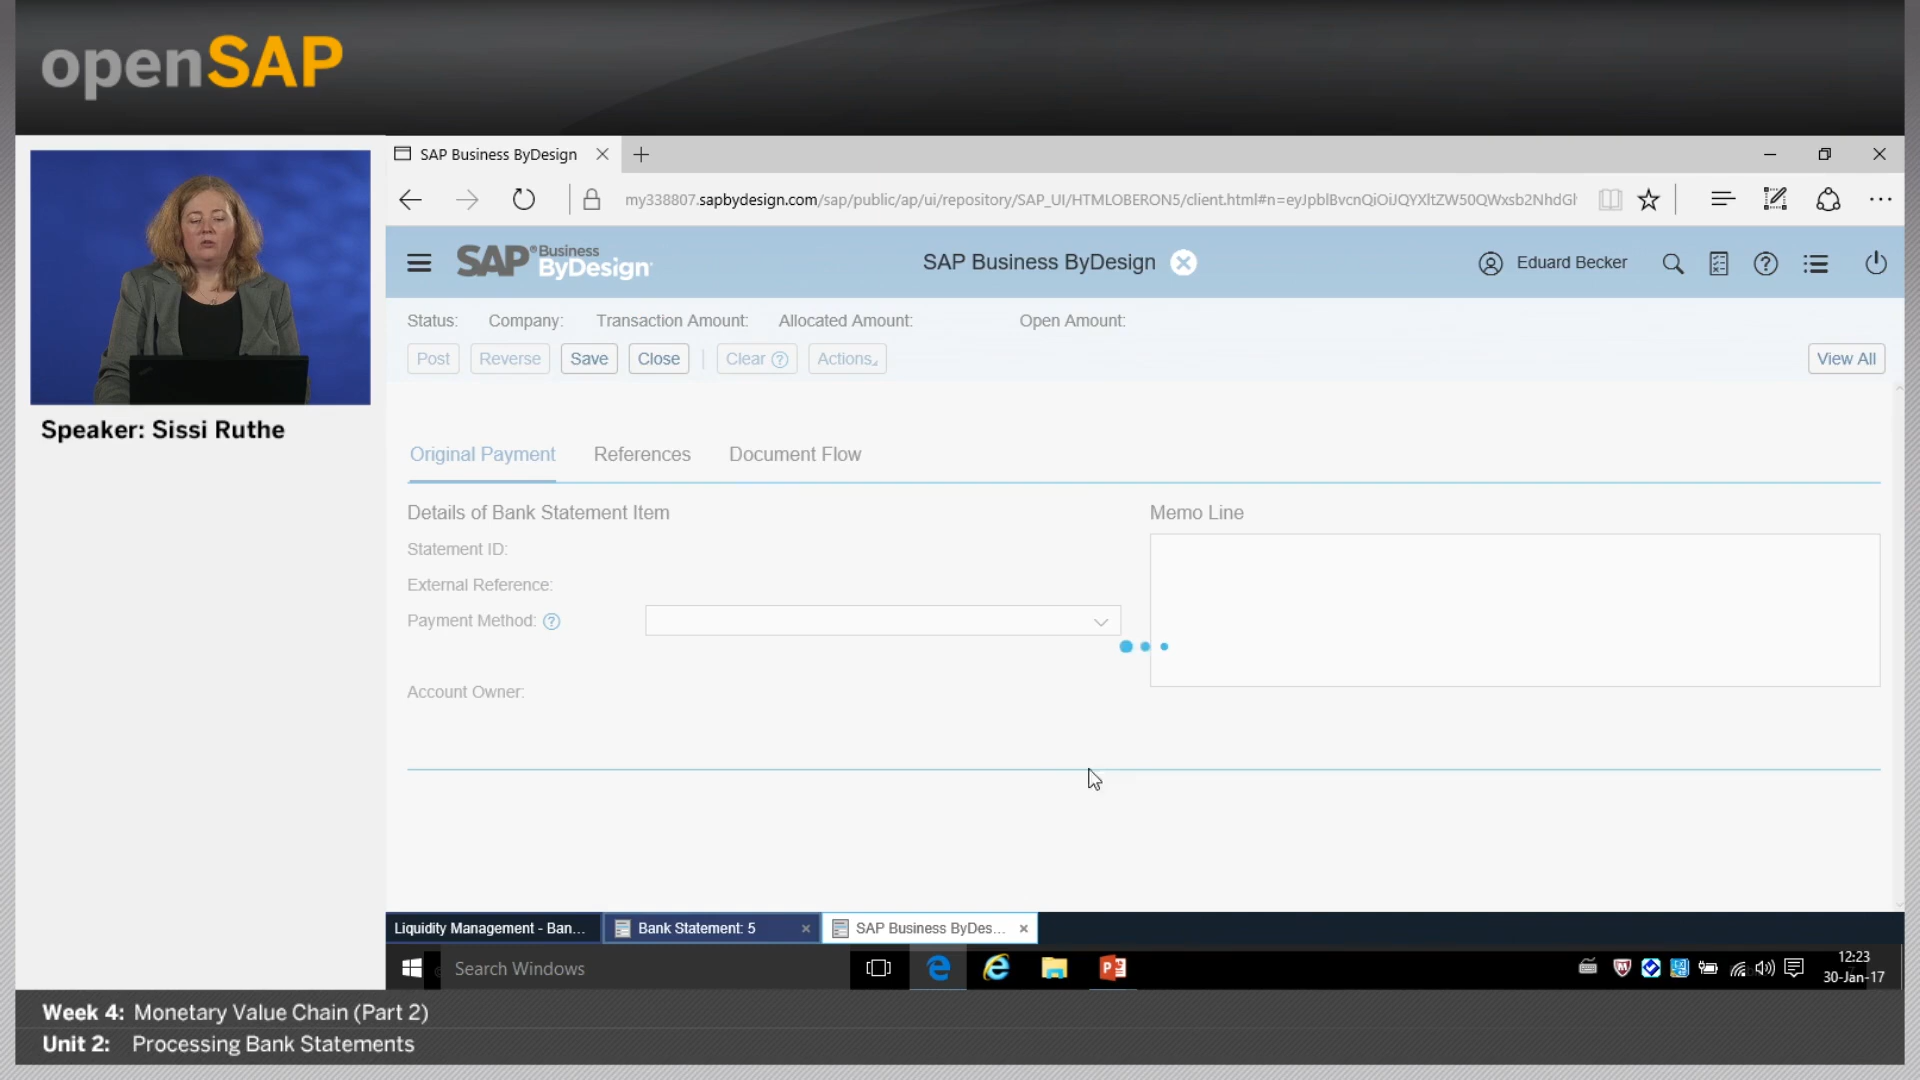 openSAP
SAP Business ByDesign
my338807.sapbydesign.com/sap/public/ap/ui/repository/SAP_UI/HTMLOBERON5/client.html#n=
SAP® Business ByDesign
SAP Business ByDesign
Eduard Becker
Status: Company: Transaction Amount: Allocated Amount: Open Amount:
Post Reverse Save Close Clear Actions View All
Speaker: Sissi Ruthe
Original Payment References Document Flow
Details of Bank Statement Item
Memo Line
Statement ID:
External Reference:
Payment Method:
Account Owner:
Liquidity Management - Ban... Bank Statement: 5 SAP Business ByDes...
Search Windows
12:23
30-Jan-17
Week 4: Monetary Value Chain (Part 2)
Unit 2: Processing Bank Statements